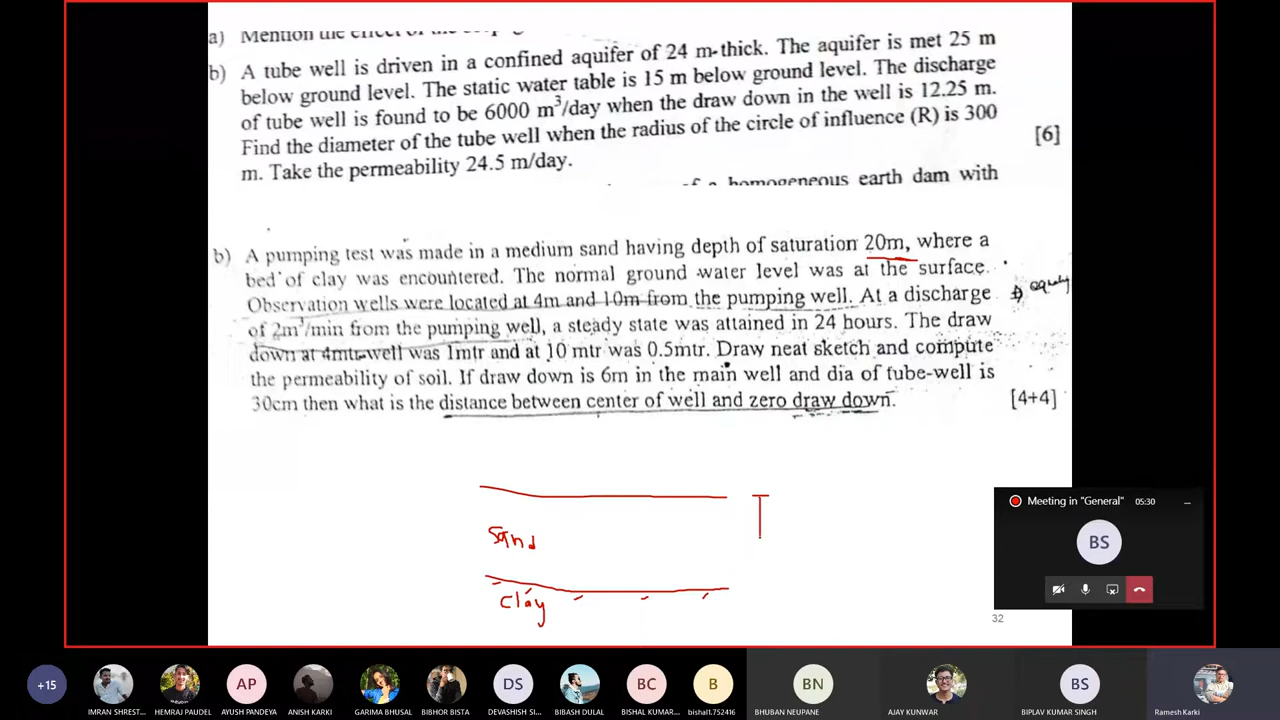 a) Mention the effect of the
b) A tube well is driven in a confined aquifer of 24 m-thick. The aquifer is met 25 m
below ground level. The static water table is 15 m below ground level. The discharge
of tube well is found to be 6000 m³/day when the draw down in the well is 12.25 m.
Find the diameter of the tube well when the radius of the circle of influence (R) is 300
m. Take the permeability 24.5 m/day.
[6]
of a homogeneous earth dam with
b) A pumping test was made in a medium sand having depth of saturation 20m, where a
bed of clay was encountered. The normal ground water level was at the surface.
Observation wells were located at 4m and 10m from the pumping well. At a discharge
of 2m³/min from the pumping well, a steady state was attained in 24 hours. The draw
down at 4mtr well was 1mtr and at 10 mtr was 0.5mtr. Draw neat sketch and compute
the permeability of soil. If draw down is 6m in the main well and dia of tube-well is
30cm then what is the distance between center of well and zero draw down.
[4+4]
Sand
Clay
Meeting in "General" 05:30
BS
32
+15
AP
DS
BC
B
BN
BS
IMRAN SHREST...
HEMRAJ PAUDEL
AYUSH PANDEYA
ANISH KARKI
GARIMA BHUSAL
BIBHOR BISTA
DEVASHISH SI...
BIBASH DULAL
BISHAL KUMAR...
bishal1.752416
BHUBAN NEUPANE
AJAY KUNWAR
BIPLAV KUMAR SINGH
Ramesh Karki